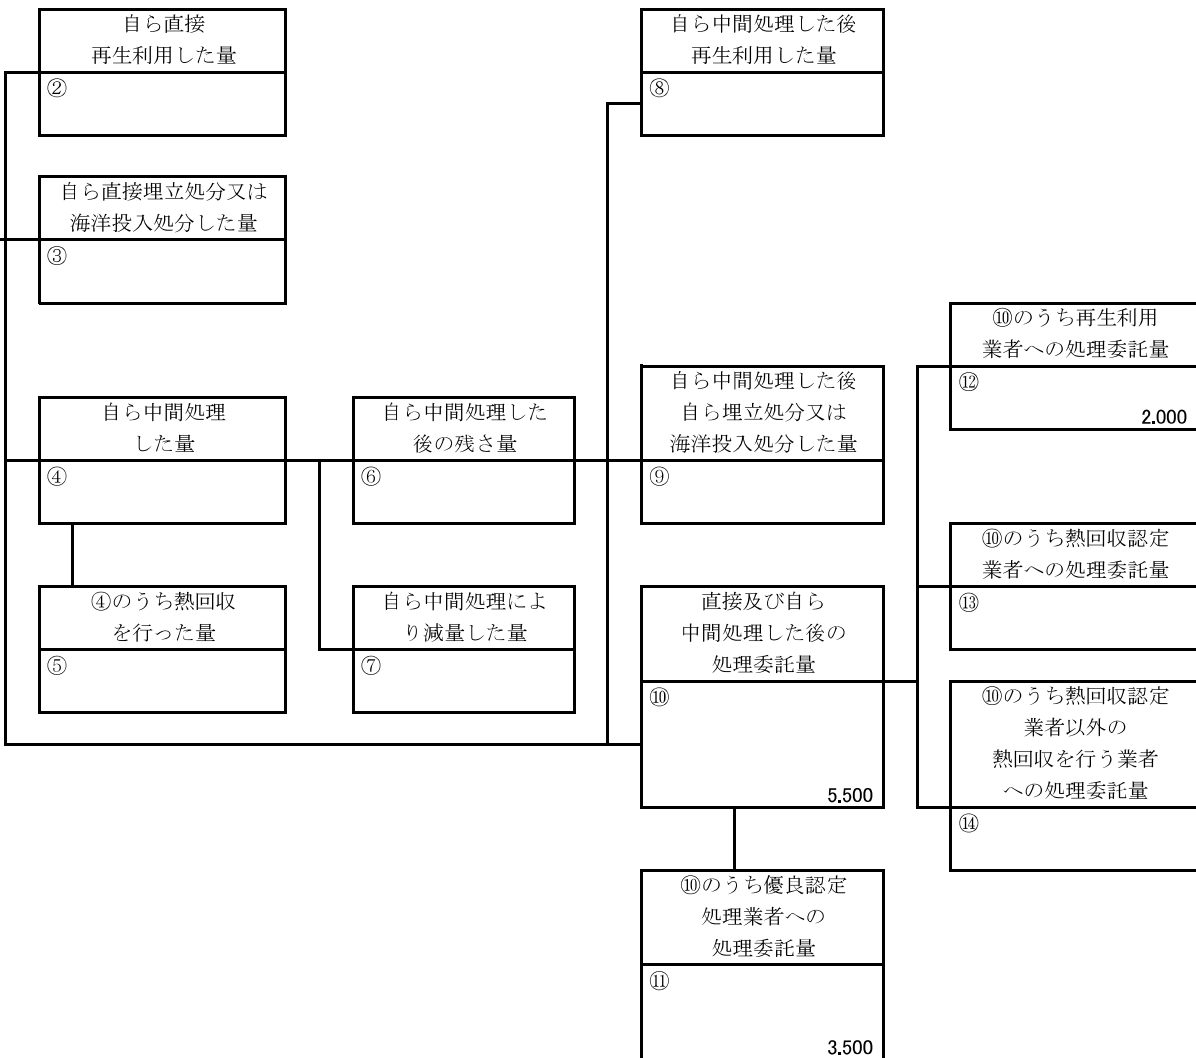 自ら直接
再生利用した量
②
自ら中間処理した後
再生利用した量
⑧
自ら直接埋立処分又は
海洋投入処分した量
③
⑩のうち再生利用
業者への処理委託量
⑫
2.000
自ら中間処理
した量
④
自ら中間処理した
後の残さ量
⑥
自ら中間処理した後
自ら埋立処分又は
海洋投入処分した量
⑨
⑩のうち熱回収認定
業者への処理委託量
⑬
④のうち熱回収
を行った量
⑤
自ら中間処理によ
り減量した量
⑦
直接及び自ら
中間処理した後の
処理委託量
⑩
5.500
⑩のうち熱回収認定
業者以外の
熱回収を行う業者
への処理委託量
⑭
⑩のうち優良認定
処理業者への
処理委託量
⑪
3.500